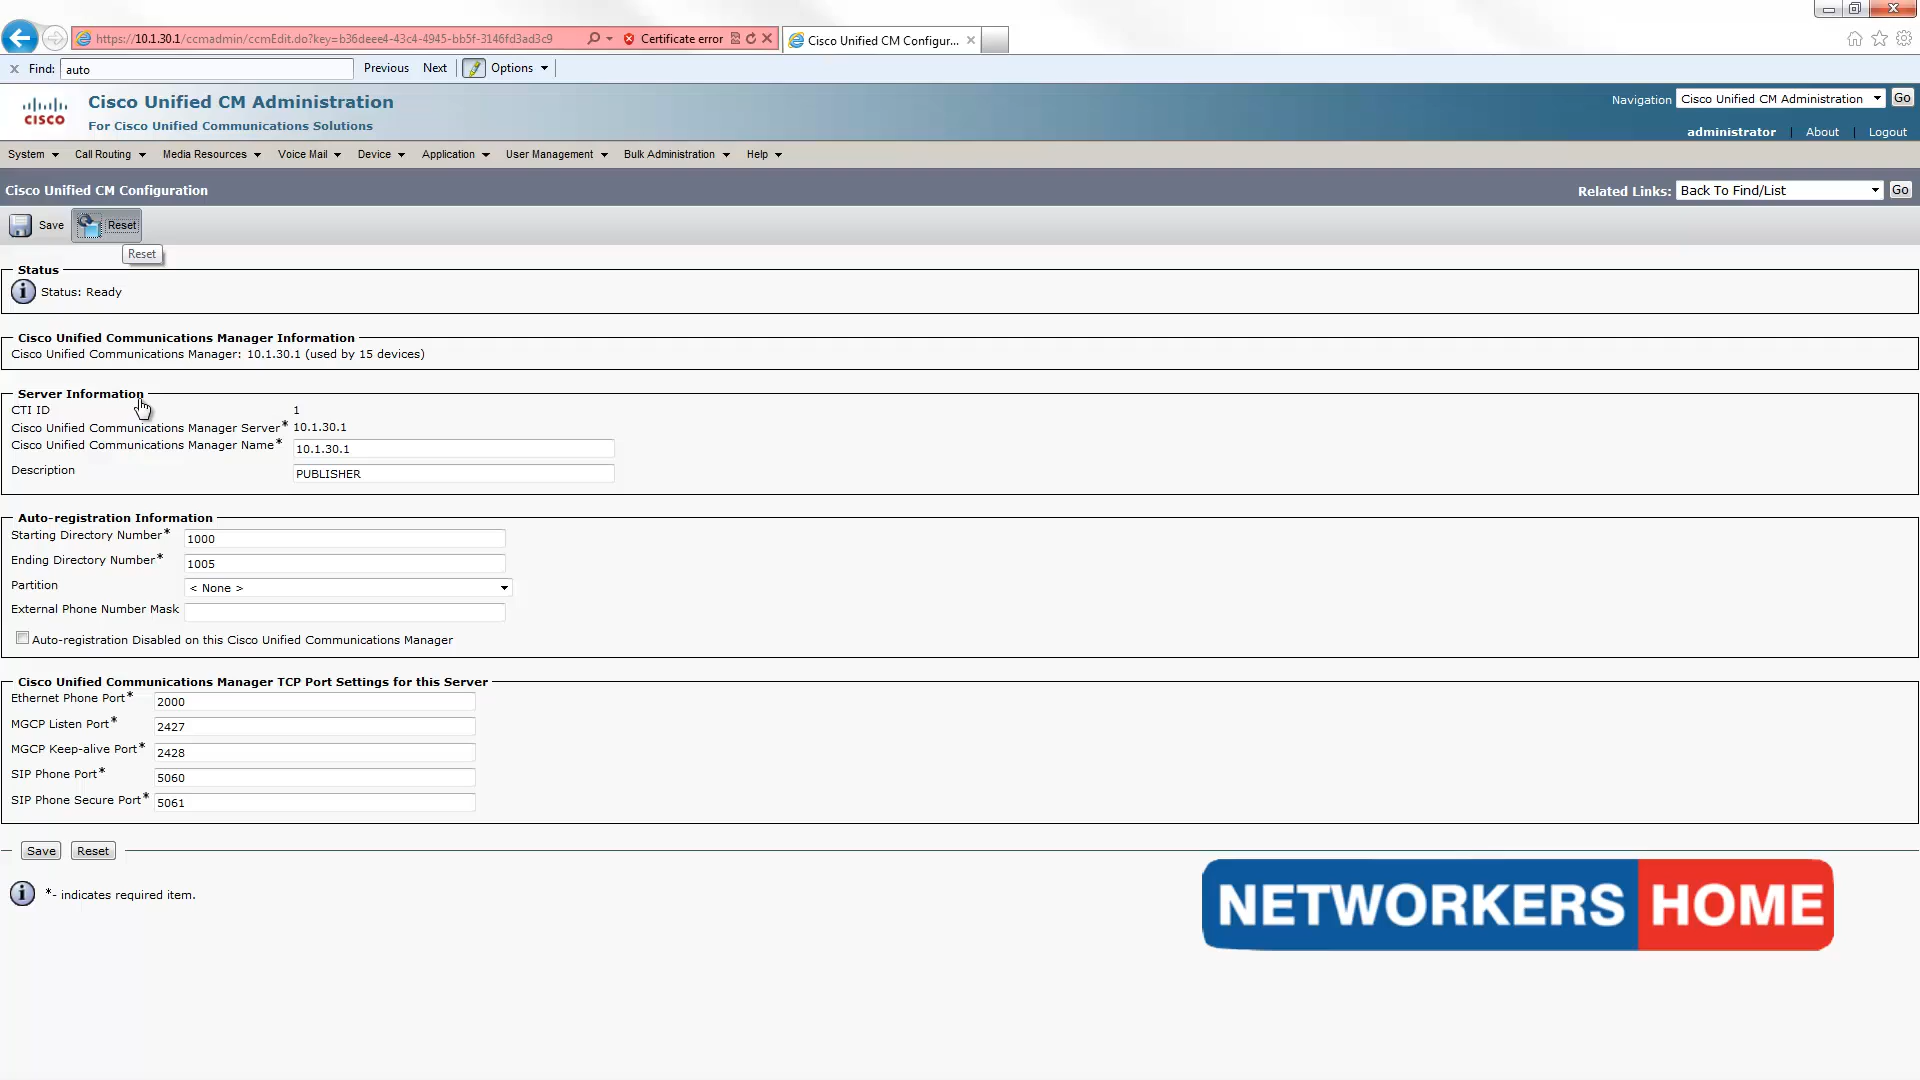 https://10.1.30.1/ccmadmin/ccmEdit.do?key=b36deee4-43c4-4945-bb5f-3146fd3ad3c9 Certificate error Cisco Unified CM Configur...
x Find: auto Previous Next Options
CISCO
Cisco Unified CM Administration
For Cisco Unified Communications Solutions
Navigation Cisco Unified CM Administration Go
administrator | About | Logout
System Call Routing Media Resources Voice Mail Device Application User Management Bulk Administration Help
Cisco Unified CM Configuration
Related Links: Back To Find/List Go
Save Reset
Reset
Status
Status: Ready
Cisco Unified Communications Manager Information
Cisco Unified Communications Manager: 10.1.30.1 (used by 15 devices)
Server Information
CTI ID 1
Cisco Unified Communications Manager Server* 10.1.30.1
Cisco Unified Communications Manager Name* 10.1.30.1
Description PUBLISHER
Auto-registration Information
Starting Directory Number* 1000
Ending Directory Number* 1005
Partition < None >
External Phone Number Mask
Auto-registration Disabled on this Cisco Unified Communications Manager
Cisco Unified Communications Manager TCP Port Settings for this Server
Ethernet Phone Port* 2000
MGCP Listen Port* 2427
MGCP Keep-alive Port* 2428
SIP Phone Port* 5060
SIP Phone Secure Port* 5061
Save Reset
*- indicates required item.
NETWORKERS HOME